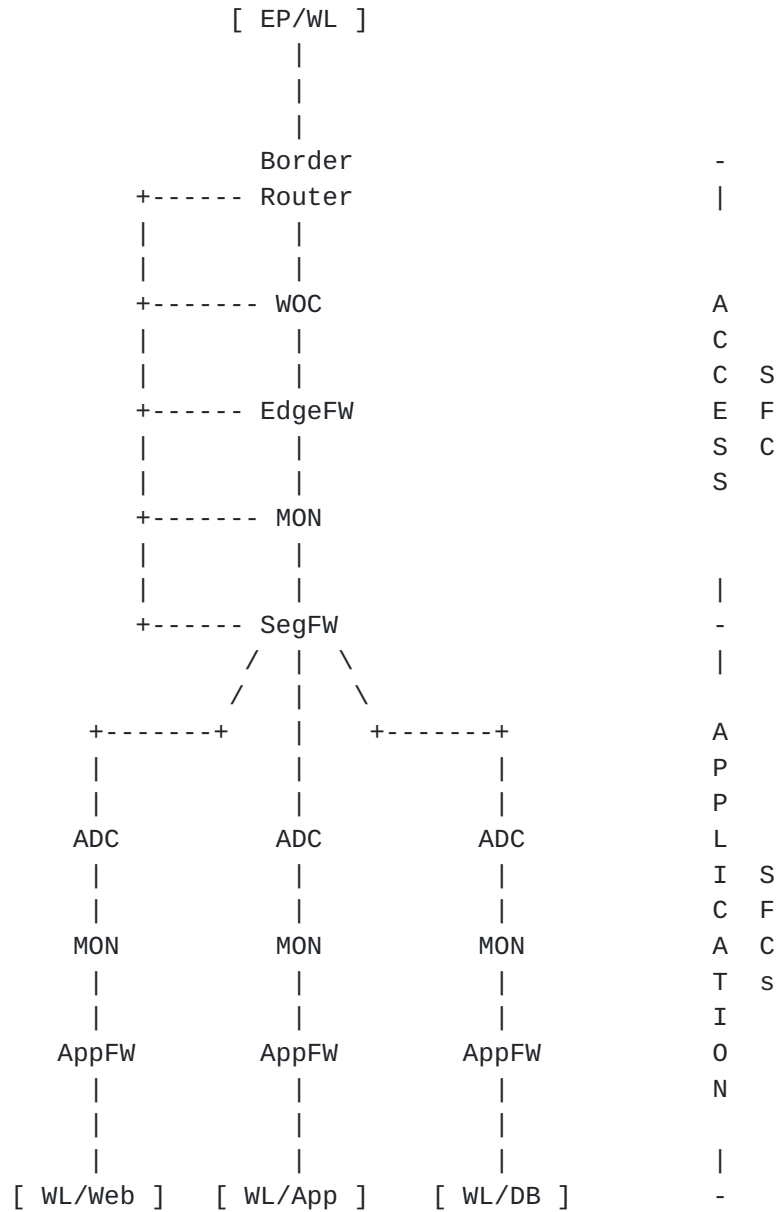 [ EP/WL ]
|
|
|
Border -
+------ Router |
| |
| |
+------- WOC A
| | C
| | C S
+------ EdgeFW E F
| | S C
| | S
+------- MON
| |
| | |
+------ SegFW -
/ | \ |
/ | \
+-------+ | +-------+ A
| | | P
| | | P
ADC ADC ADC L
| | | I S
| | | C F
MON MON MON A C
| | | T s
| | | I
AppFW AppFW AppFW O
| | | N
| | |
| | | |
[ WL/Web ] [ WL/App ] [ WL/DB ] -